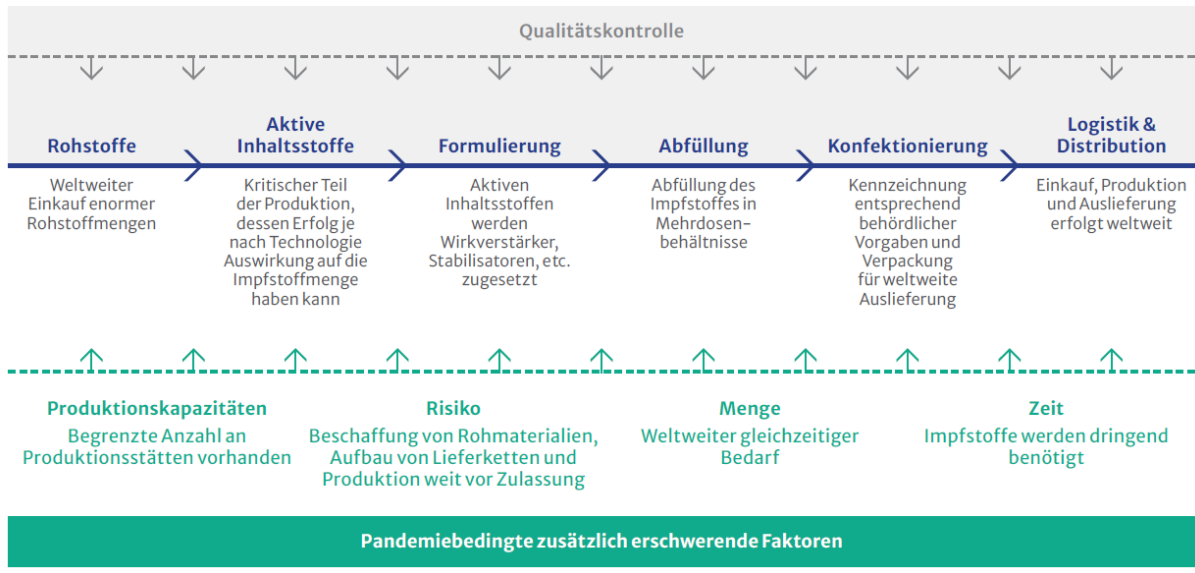 Qualitätskontrolle
Rohstoffe
Weltweiter
Einkauf enormer
Rohstoffmengen
Aktive
Inhaltsstoffe
Kritischer Teil
der Produktion,
dessen Erfolg je
nach Technologie
Auswirkung auf die
Impfstoffmenge
haben kann
Formulierung
Aktiven
Inhaltsstoffen
werden
Wirkverstärker,
Stabilisatoren, etc.
zugesetzt
Abfüllung
Abfüllung des
Impfstoffes in
Mehrdosen-
behältnisse
Konfektionierung
Kennzeichnung
entsprechend
behördlicher
Vorgaben und
Verpackung
für weltweite
Auslieferung
Logistik &
Distribution
Einkauf, Produktion
und Auslieferung
erfolgt weltweit
Produktionskapazitäten
Begrenzte Anzahl an
Produktionsstätten vorhanden
Risiko
Beschaffung von Rohmaterialien,
Aufbau von Lieferketten und
Produktion weit vor Zulassung
Menge
Weltweiter gleichzeitiger
Bedarf
Zeit
Impfstoffe werden dringend
benötigt
Pandemiebedingte zusätzlich erschwerende Faktoren